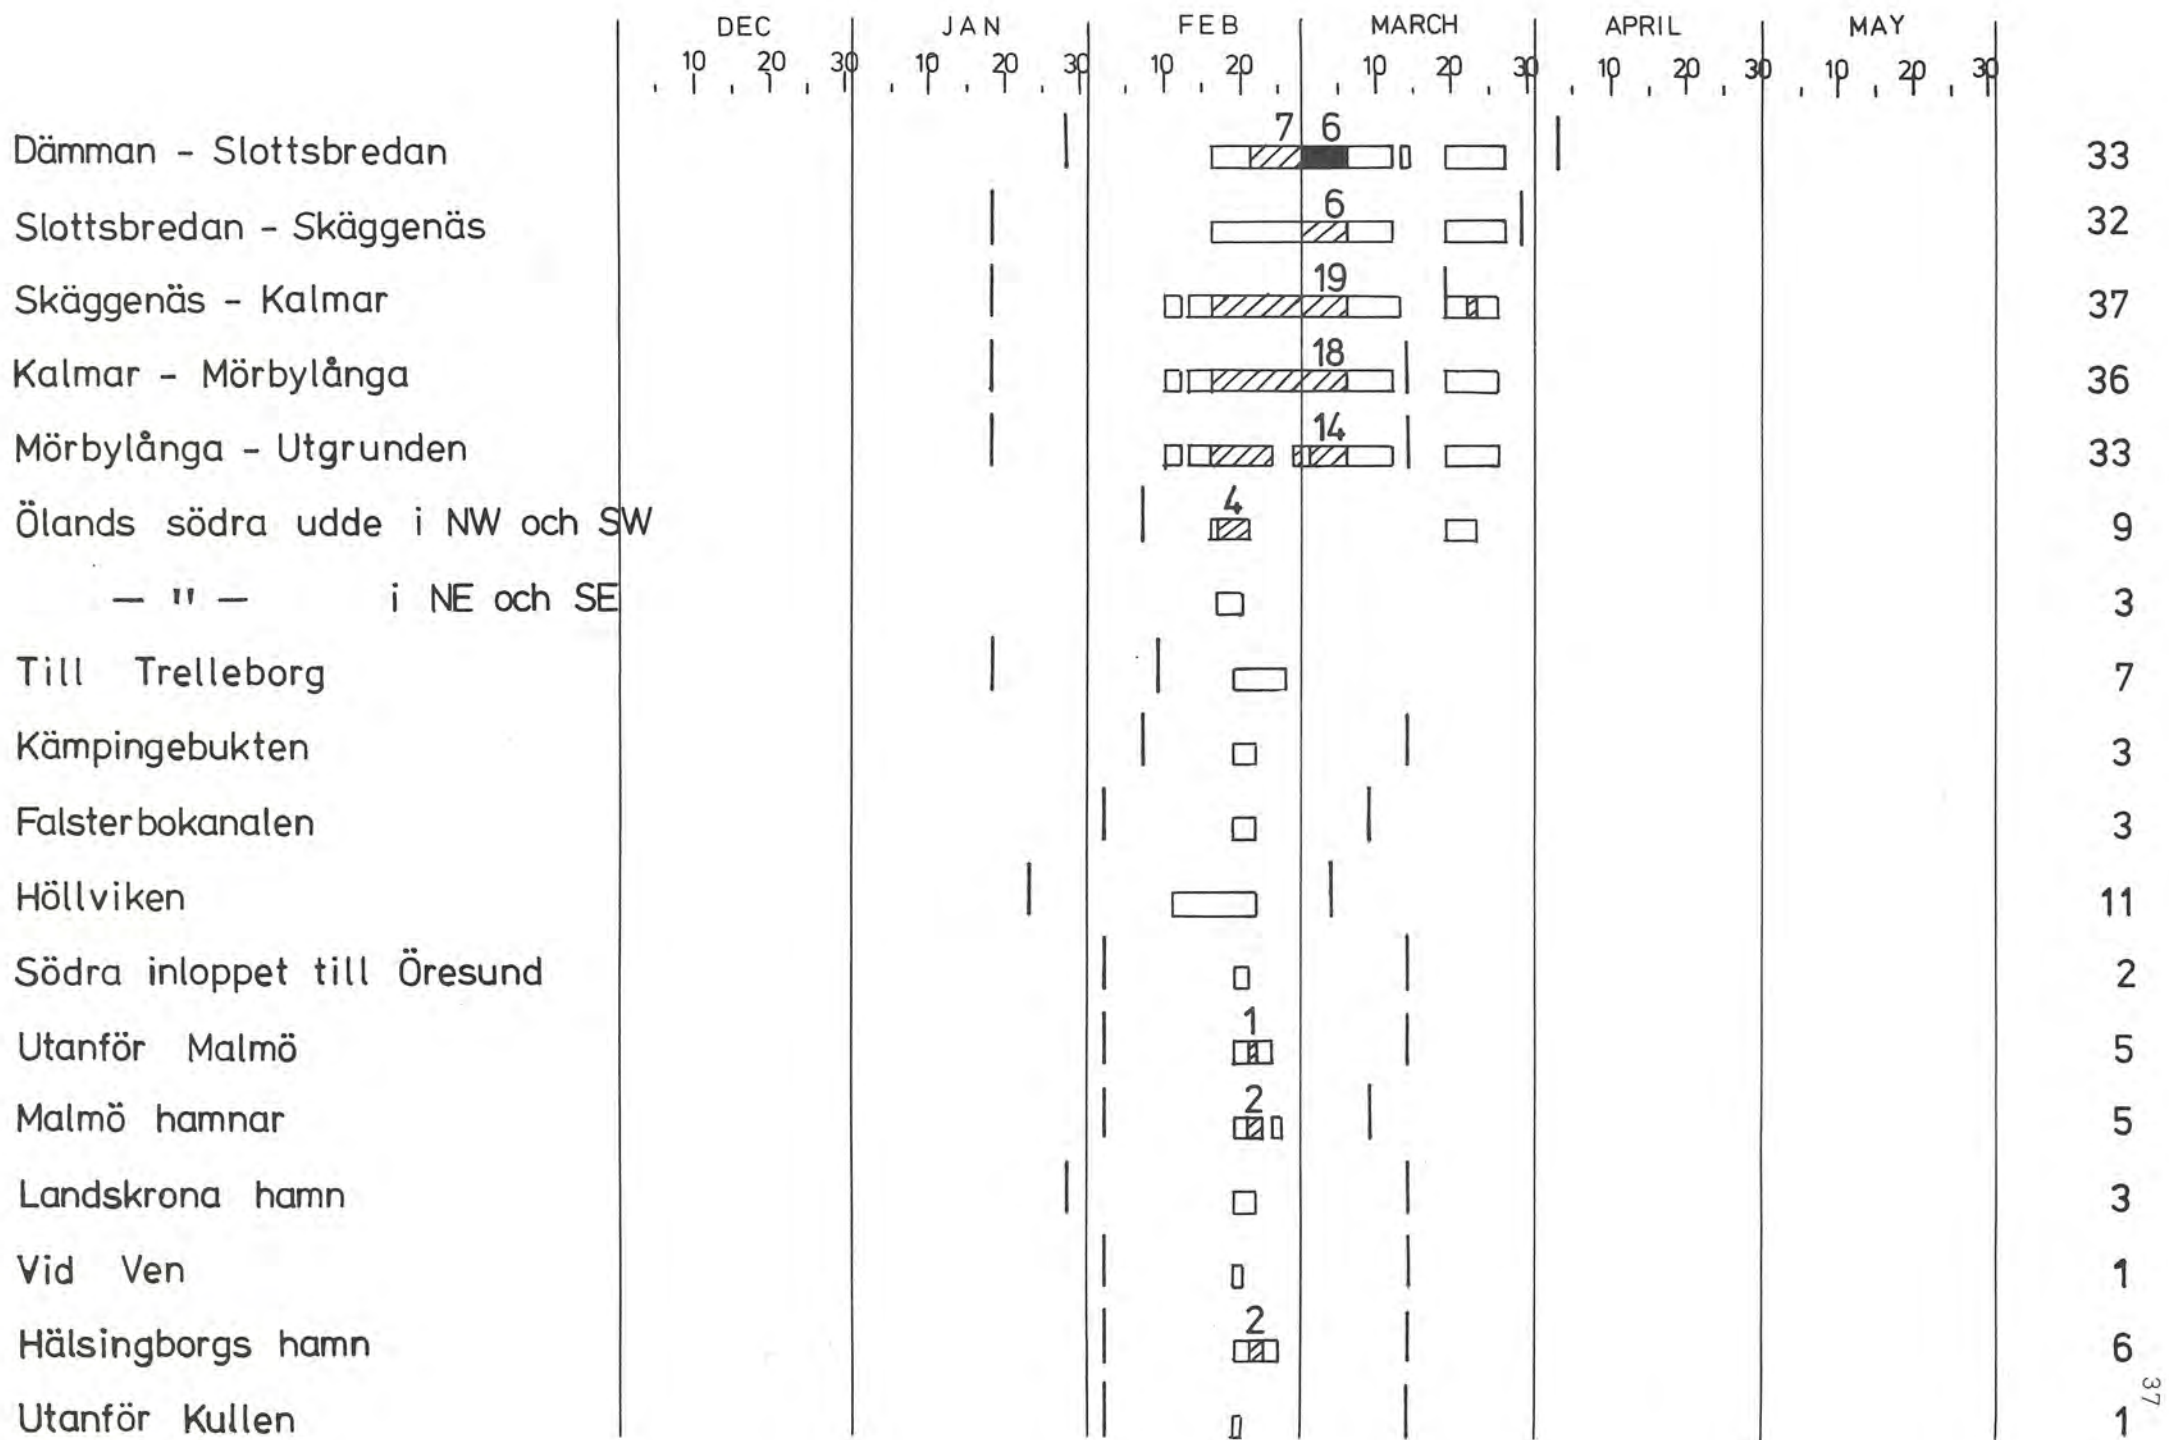 DEC JAN FEB MARCH APRIL MAY
10 20 30 10 20 30 10 20 10 20 30 10 20 30 10 20 30
7 6
Dämman - Slottsbredan 33
6
Slottsbredan - Skäggenäs 32
19
Skäggenäs - Kalmar 37
18
Kalmar - Mörbylånga 36
14
Mörbylånga - Utgrunden 33
4
Ölands södra udde i NW och SW 9
— " — i NE och SE 3
Till Trelleborg 7
Kämpingebukten 3
Falsterbokanalen 3
Höllviken 11
Södra inloppet till Öresund 2
1
Utanför Malmö 5
2
Malmö hamnar 5
Landskrona hamn 3
Vid Ven 1
2
Hälsingborgs hamn 6
Utanför Kullen 1
37